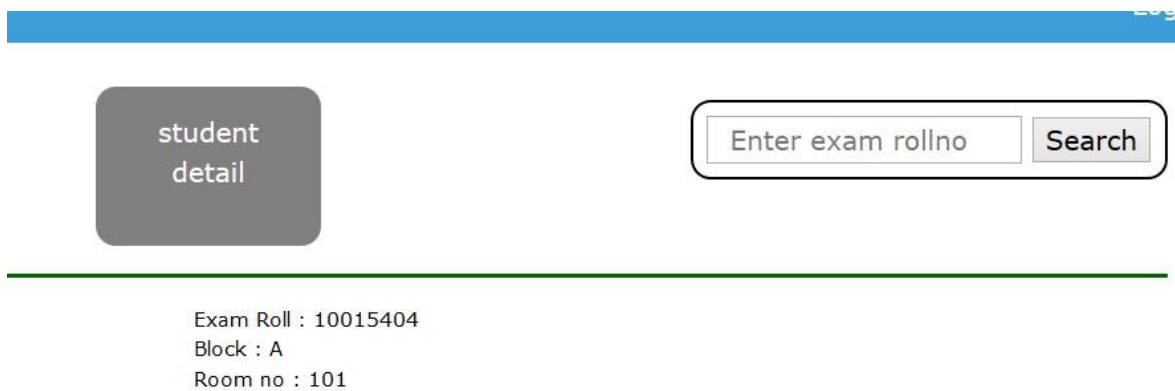 student
detail
Enter exam rollno
Search
Exam Roll : 10015404
Block : A
Room no : 101